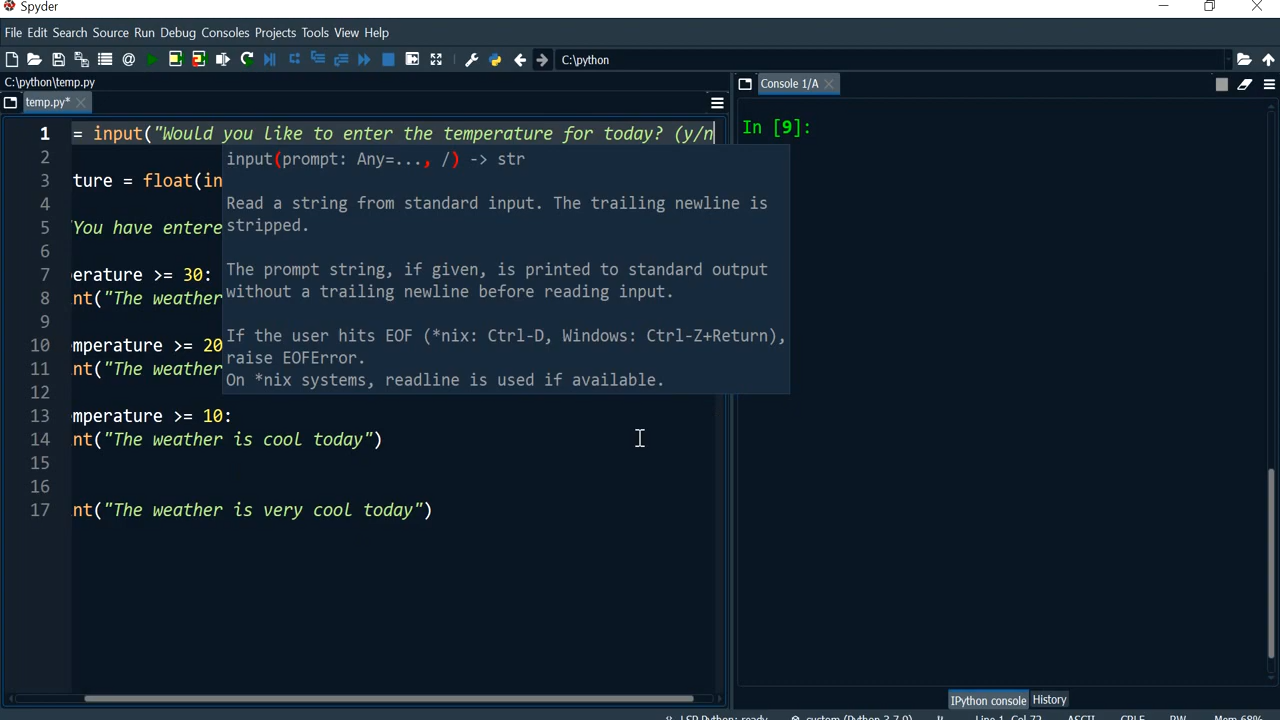 Spyder
File Edit Search Source Run Debug Consoles Projects Tools View Help
C:\python
C:\python\temp.py
temp.py*
Console 1/A
1 = input("Would you like to enter the temperature for today? (y/n
2
3 ture = float(in
4
5 "You have entere
6
7 erature >= 30:
8 nt("The weather
9
10 mperature >= 20
11 nt("The weather
12
13 mperature >= 10:
14 nt("The weather is cool today")
15
16
17 nt("The weather is very cool today")
input(prompt: Any=..., /) -> str
Read a string from standard input. The trailing newline is
stripped.
The prompt string, if given, is printed to standard output
without a trailing newline before reading input.
If the user hits EOF (*nix: Ctrl-D, Windows: Ctrl-Z+Return),
raise EOFError.
On *nix systems, readline is used if available.
In [9]:
IPython console History
LSP Python: ready custom (Python 3.7.9) Line 1, Col 72 ASCII CRLF RW Mem 68%